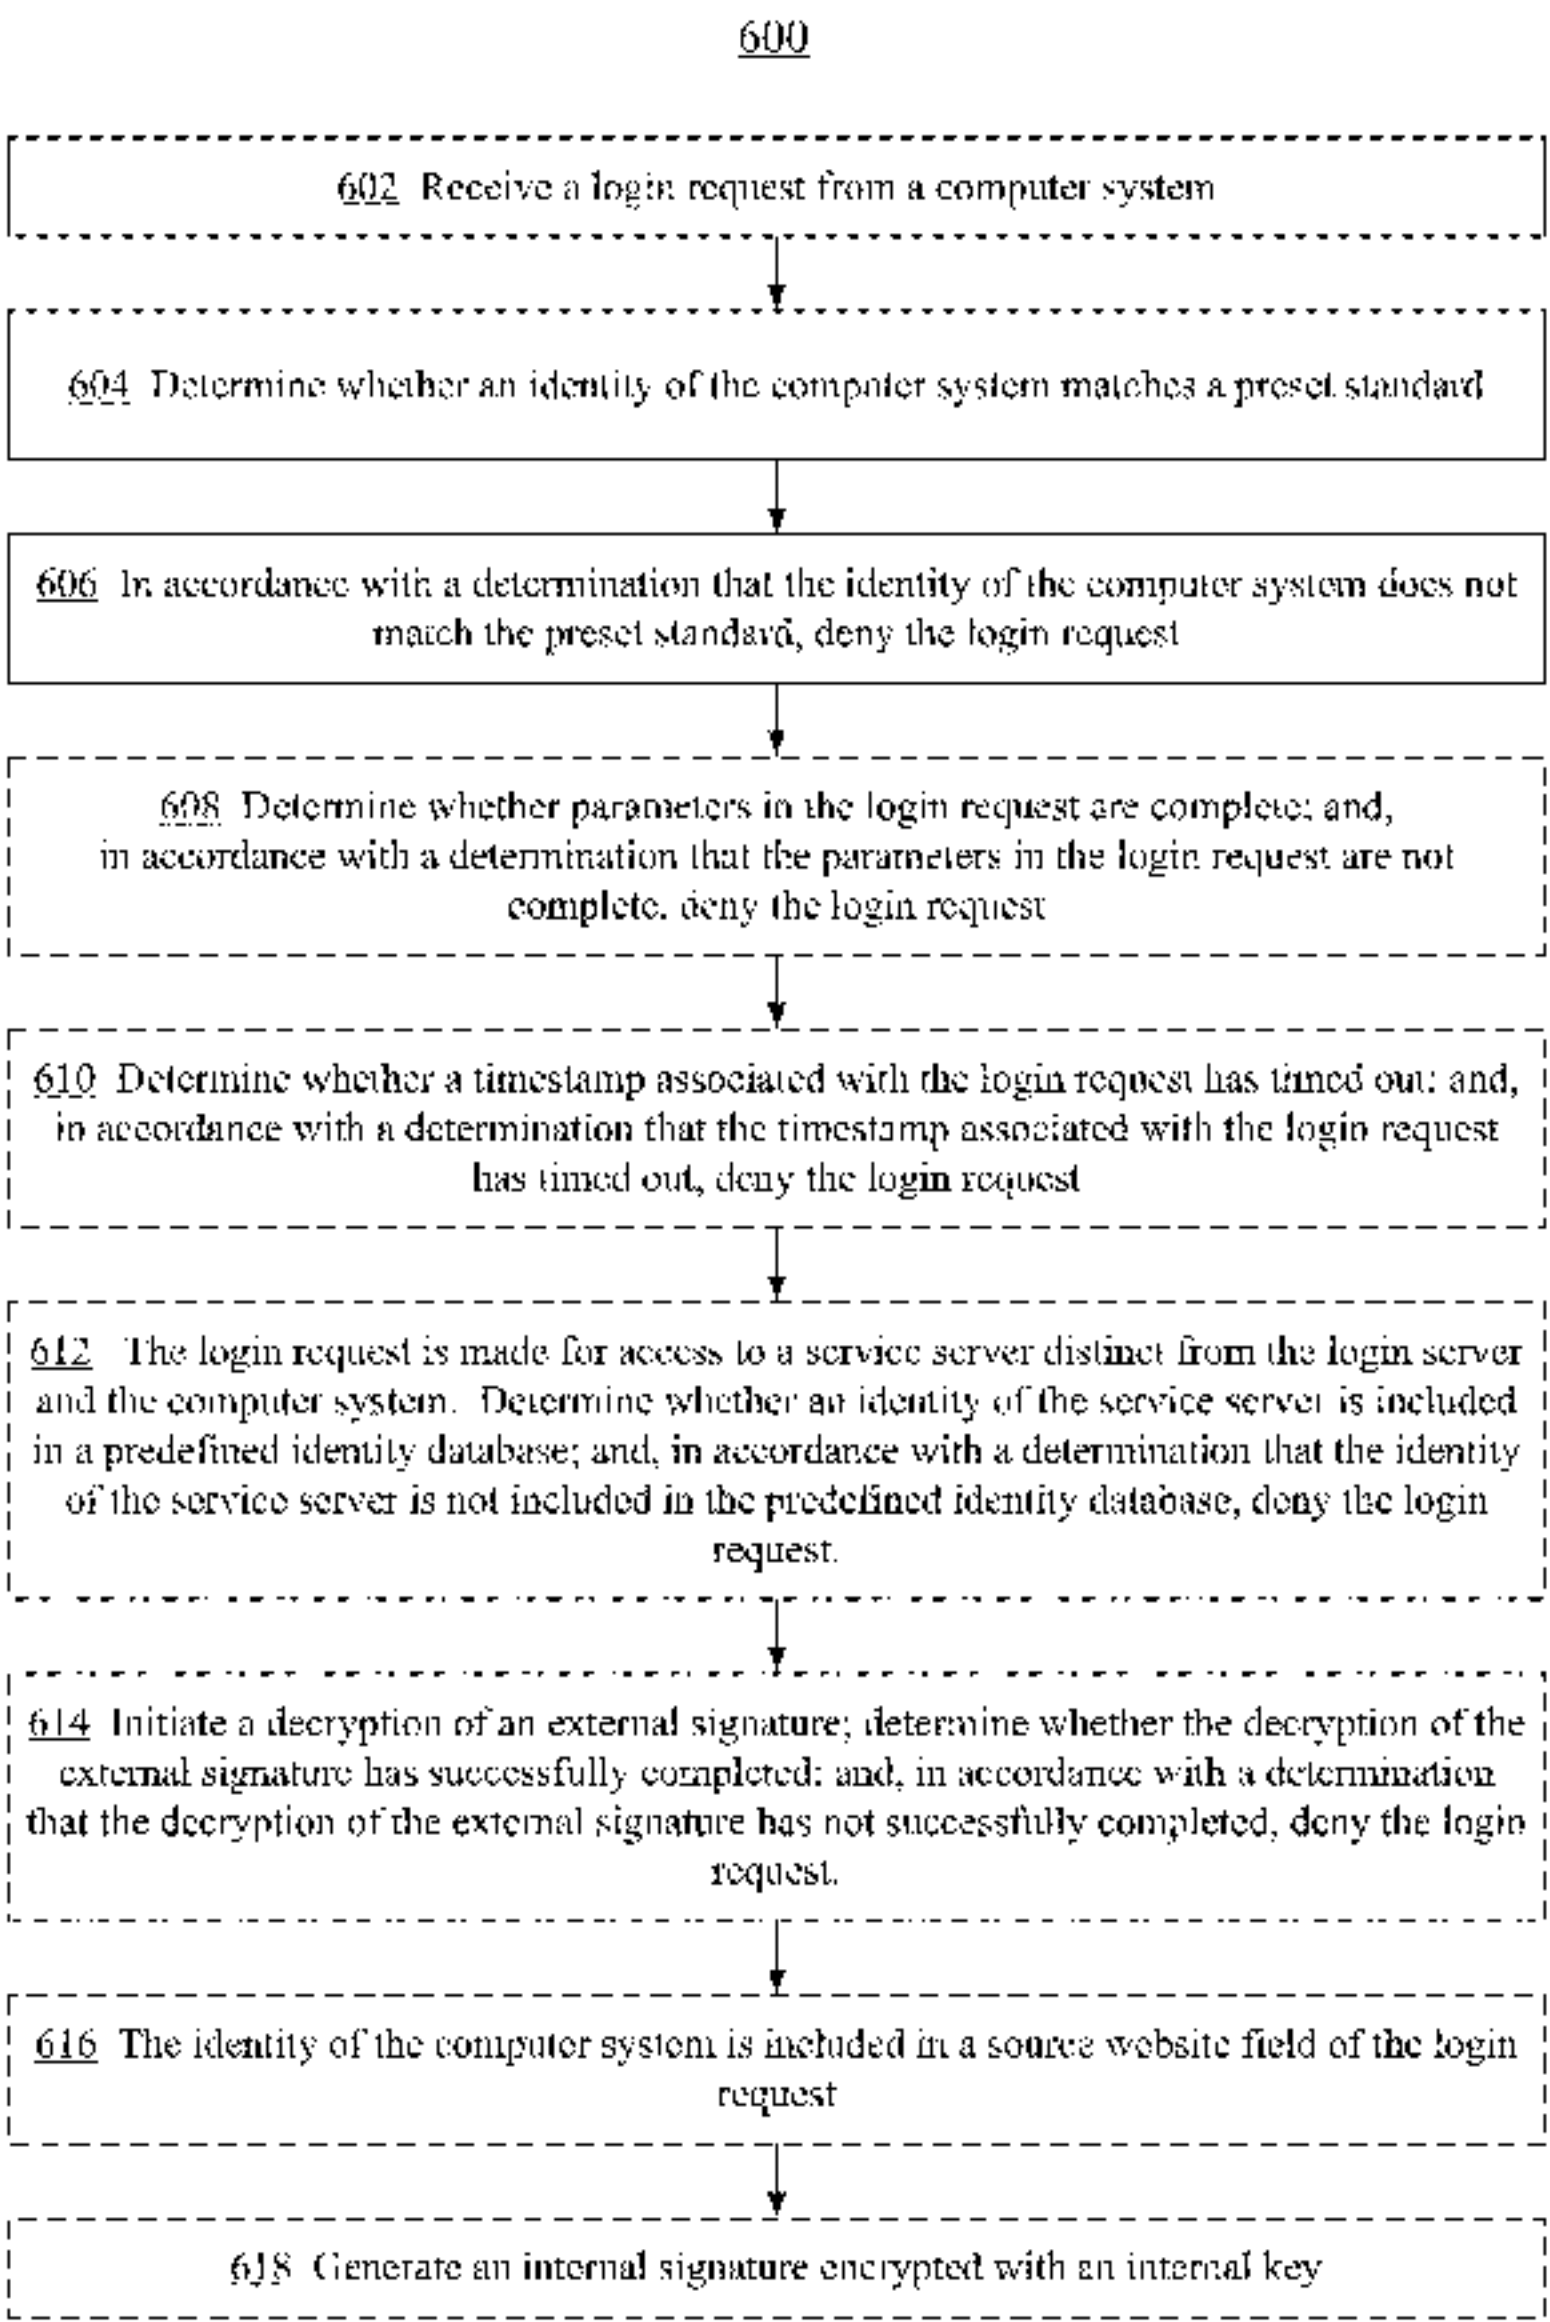 600
602 Receive a login request from a computer system
604 Determine whether an identity of the computer system matches a preset standard
606 In accordance with a determination that the identity of the computer system does not
match the preset standard, deny the login request
608 Determine whether parameters in the login request are complete; and,
in accordance with a determination that the parameters in the login request are not
complete, deny the login request
610 Determine whether a timestamp associated with the login request has timed out; and,
in accordance with a determination that the timestamp associated with the login request
has timed out, deny the login request
612 The login request is made for access to a service server distinct from the login server
and the computer system. Determine whether an identity of the service server is included
in a predefined identity database; and, in accordance with a determination that the identity
of the service server is not included in the predefined identity database, deny the login
request.
614 Initiate a decryption of an external signature; determine whether the decryption of the
external signature has successfully completed; and, in accordance with a determination
that the decryption of the external signature has not successfully completed, deny the login
request.
616 The identity of the computer system is included in a source website field of the login
request
618 Generate an internal signature encrypted with an internal key